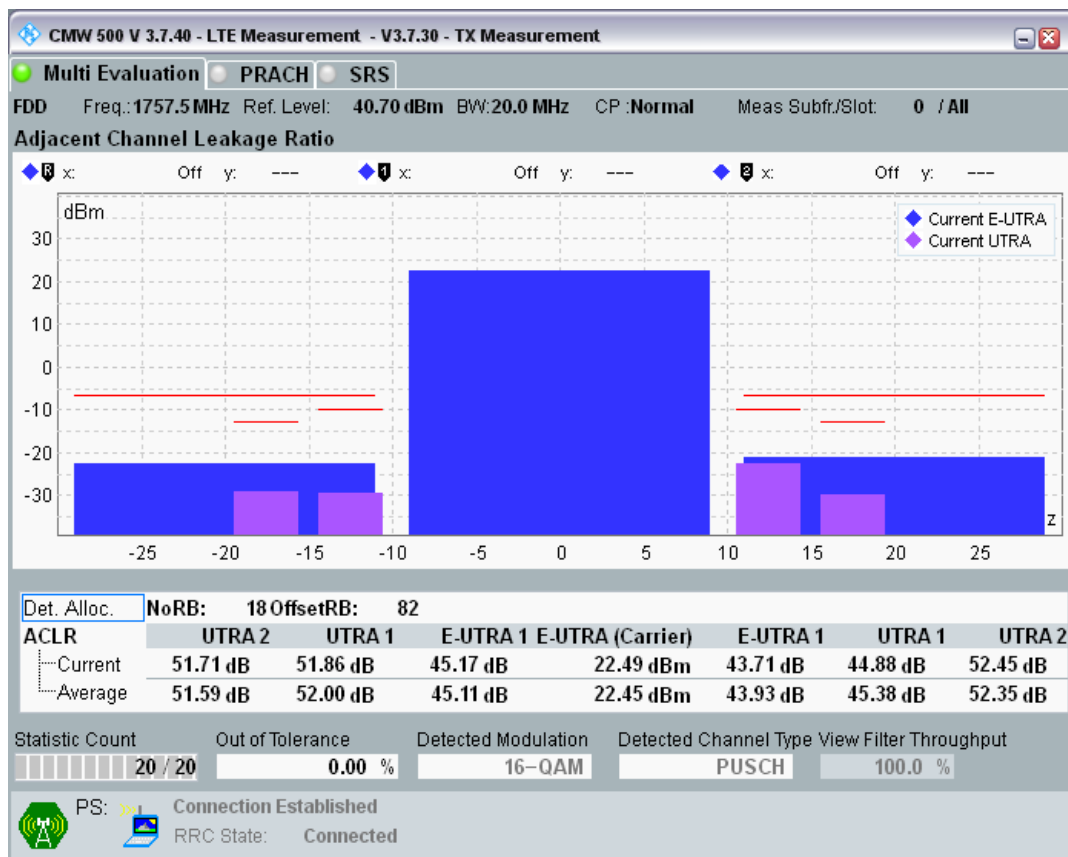 CMW 500 V 3.7.40 - LTE Measurement - V3.7.30 - TX Measurement
Multi Evaluation PRACH SRS
FDD Freq.:1757.5 MHz Ref. Level: 40.70 dBm BW:20.0 MHz CP :Normal Meas Subfr./Slot: 0 / All
Adjacent Channel Leakage Ratio
R x: Off y: --- 1 x: Off y: --- 2 x: Off y: ---
dBm
Current E-UTRA
Current UTRA
30
20
10
0
-10
-20
-30
z
-25 -20 -15 -10 -5 0 5 10 15 20 25
Det. Alloc. NoRB: 18 OffsetRB: 82
ACLR UTRA 2 UTRA 1 E-UTRA 1 E-UTRA (Carrier) E-UTRA 1 UTRA 1 UTRA 2
Current 51.71 dB 51.86 dB 45.17 dB 22.49 dBm 43.71 dB 44.88 dB 52.45 dB
Average 51.59 dB 52.00 dB 45.11 dB 22.45 dBm 43.93 dB 45.38 dB 52.35 dB
Statistic Count Out of Tolerance Detected Modulation Detected Channel Type View Filter Throughput
20 / 20 0.00 % 16-QAM PUSCH 100.0 %
PS: Connection Established
RRC State: Connected